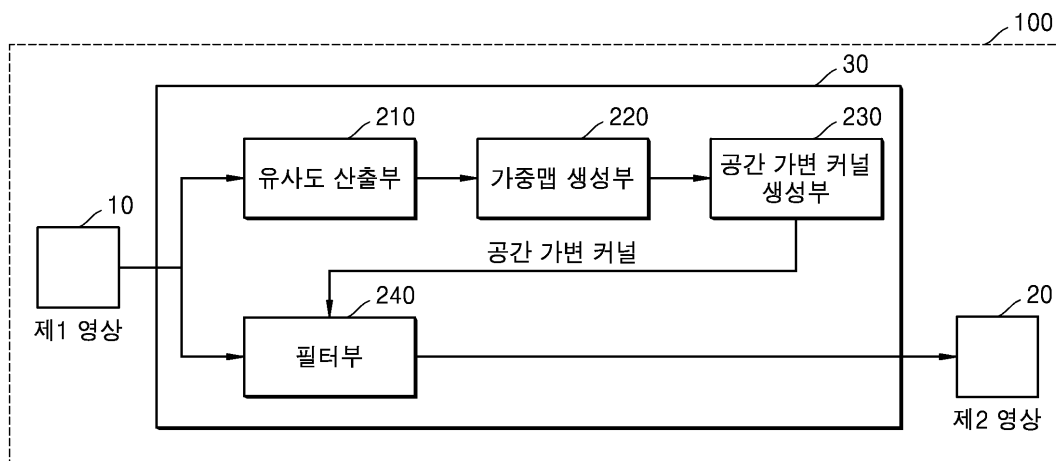 100
30
210
220
230
유사도 산출부
가중맵 생성부
공간 가변 커널
생성부
10
제1 영상
공간 가변 커널
240
필터부
20
제2 영상